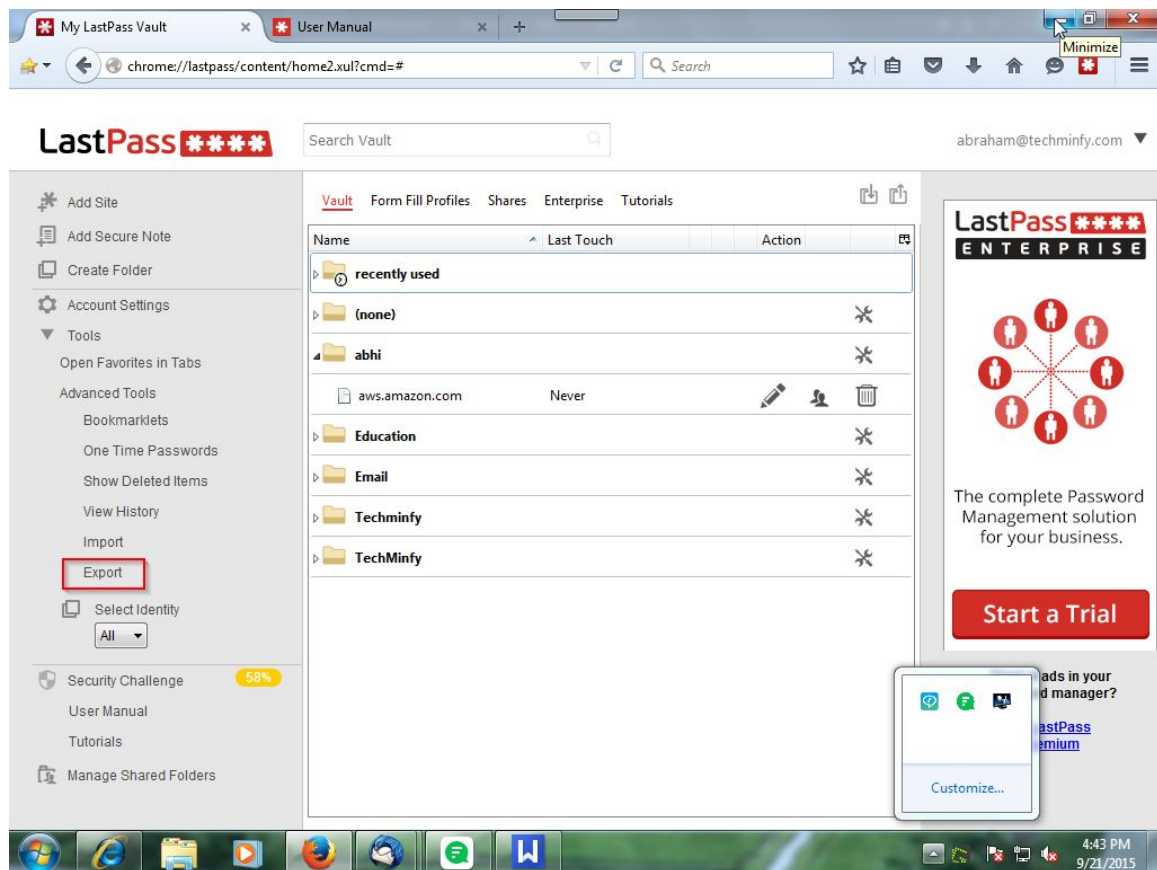 My LastPass Vault
User Manual
Minimize
chrome://lastpass/content/home2.xul?cmd=#
Search
LastPass ****
Search Vault
abraham@techminfy.com
Add Site
Add Secure Note
Create Folder
Account Settings
Tools
Open Favorites in Tabs
Advanced Tools
Bookmarklets
One Time Passwords
Show Deleted Items
View History
Import
Export
Select Identity
All
Security Challenge 58%
User Manual
Tutorials
Manage Shared Folders
Vault Form Fill Profiles Shares Enterprise Tutorials
Name Last Touch Action
recently used
(none)
abhi
aws.amazon.com Never
Education
Email
Techminfy
TechMinfy
LastPass ****
ENTERPRISE
The complete Password
Management solution
for your business.
Start a Trial
ads in your
manager?
Customize...
4:43 PM
9/21/2015